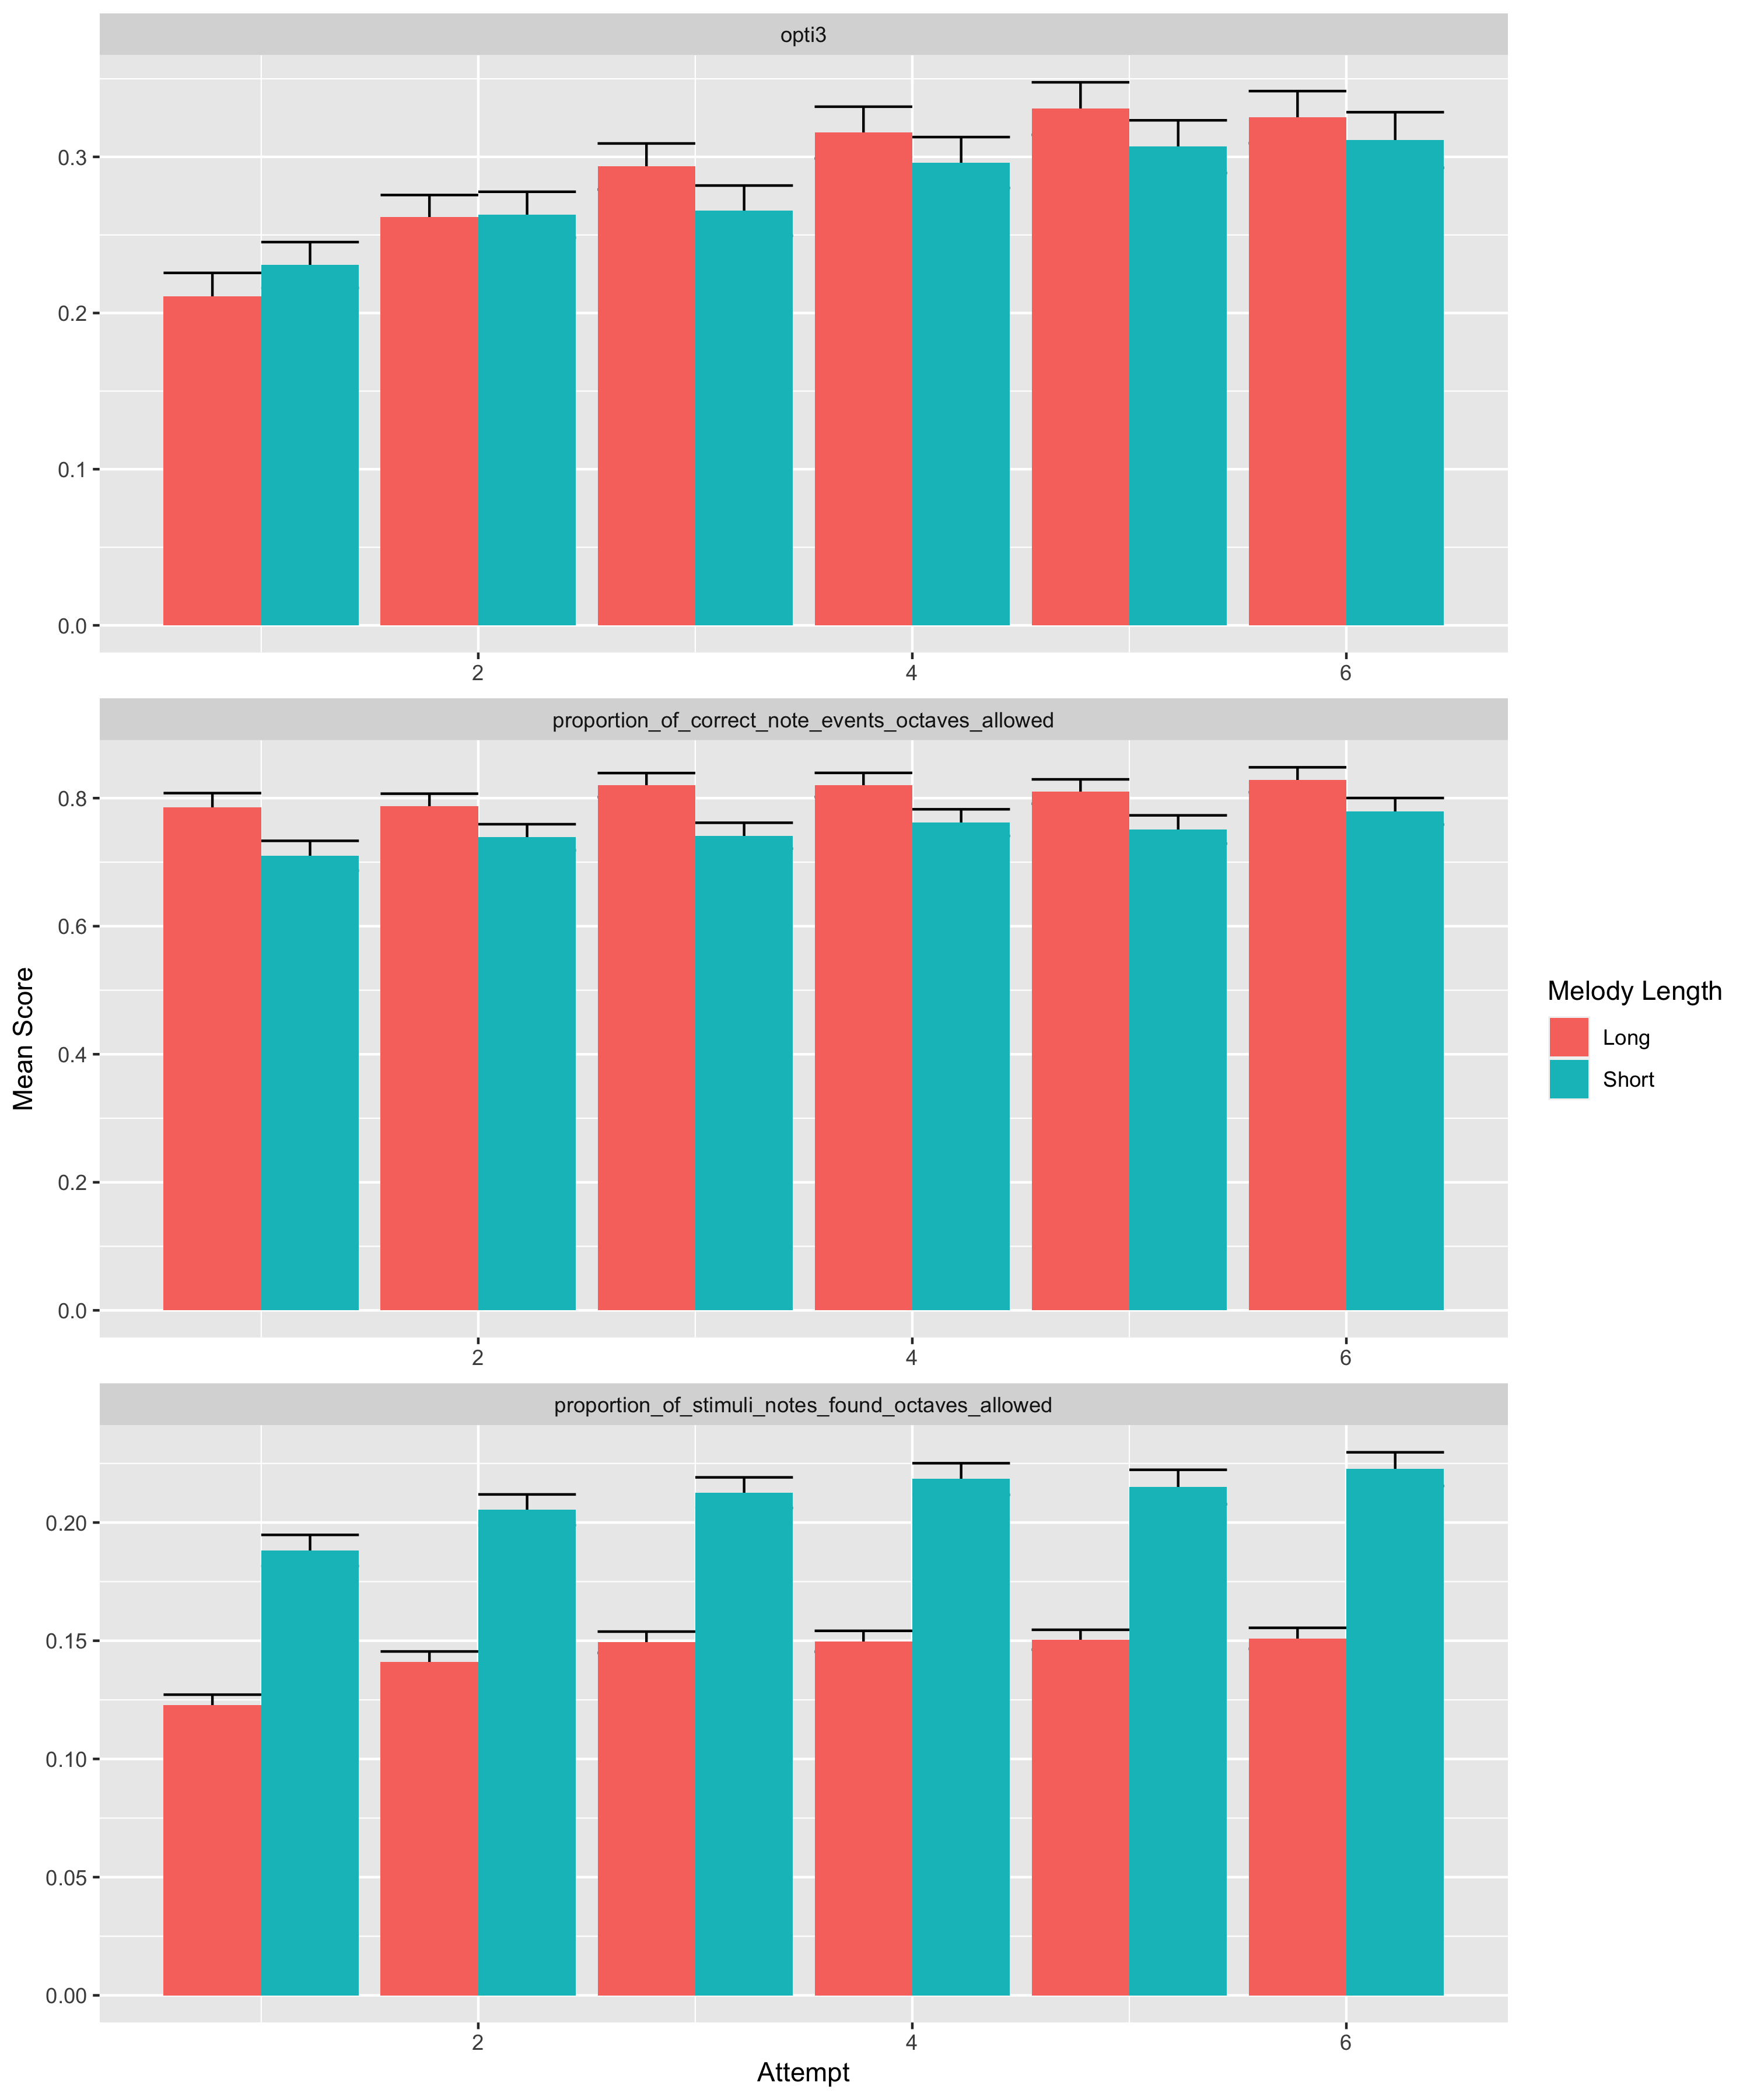 opti3
0.3
0.2
0.1
0.0
2 4 6
proportion_of_correct_note_events_octaves_allowed
0.8
0.6
0.4
0.2
0.0
2 4 6
proportion_of_stimuli_notes_found_octaves_allowed
0.20
0.15
0.10
0.05
0.00
2 4 6
Attempt
Mean Score
Melody Length
Long
Short